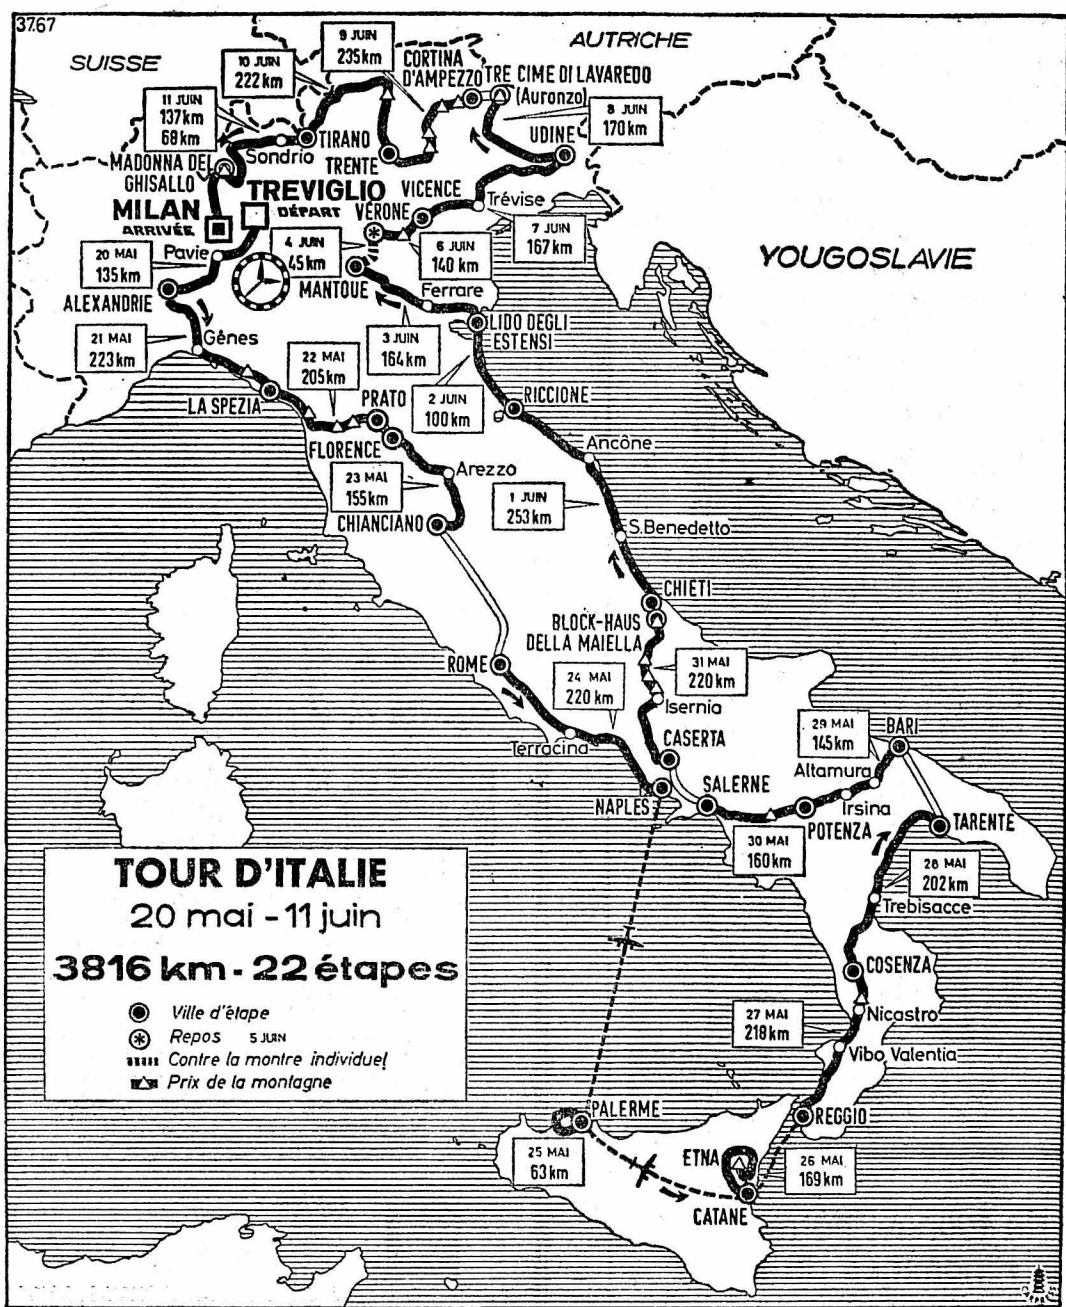 37.67
SUISSE
AUTRICHE
YOUGOSLAVIE
9 JUIN
235km
10 JUIN
222km
11 JUIN
137km
68km
CORTINA
D'AMPEZZO
TRE CIME DI LAVAREDO
(Auronzo)
8 JUIN
170km
UDINE
TIRANO
Sondrio
TRENTE
MADONNA DEL
GHISALLO
TREVIGLIO
DÉPART
MILAN
ARRIVÉE
VICENCE
Trévise
VÉRONE
7 JUIN
167km
6 JUIN
140km
4 JUIN
45km
20 MAI
135km
Pavie
MANTOUE
Ferrare
ALEXANDRIE
LIDO DEGLI
ESTENSI
3 JUIN
164km
21 MAI
223km
Gênes
22 MAI
205km
2 JUIN
100km
LA SPEZIA
PRATO
RICCIONE
FLORENCE
Ancône
Arezzo
23 MAI
155km
1 JUIN
253km
CHIANCIANO
S.Benedetto
CHIETI
BLOCK-HAUS
DELLA MAIELLA
ROME
24 MAI
220km
31 MAI
220km
Isernia
Terracina
CASERTA
29 MAI
145km
BARI
Altamura
NAPLES
SALERNE
Irsina
POTENZA
TARENTE
30 MAI
160km
28 MAI
202km
Trebisacce
COSENZA
Nicastro
27 MAI
218km
Vibo Valentia
REGGIO
PALERME
25 MAI
63km
ETNA
26 MAI
169km
CATANE
TOUR D'ITALIE
20 mai - 11 juin
3816 km - 22 étapes
Ville d'étape
Repos 5 JUIN
Contre la montre individuel
Prix de la montagne